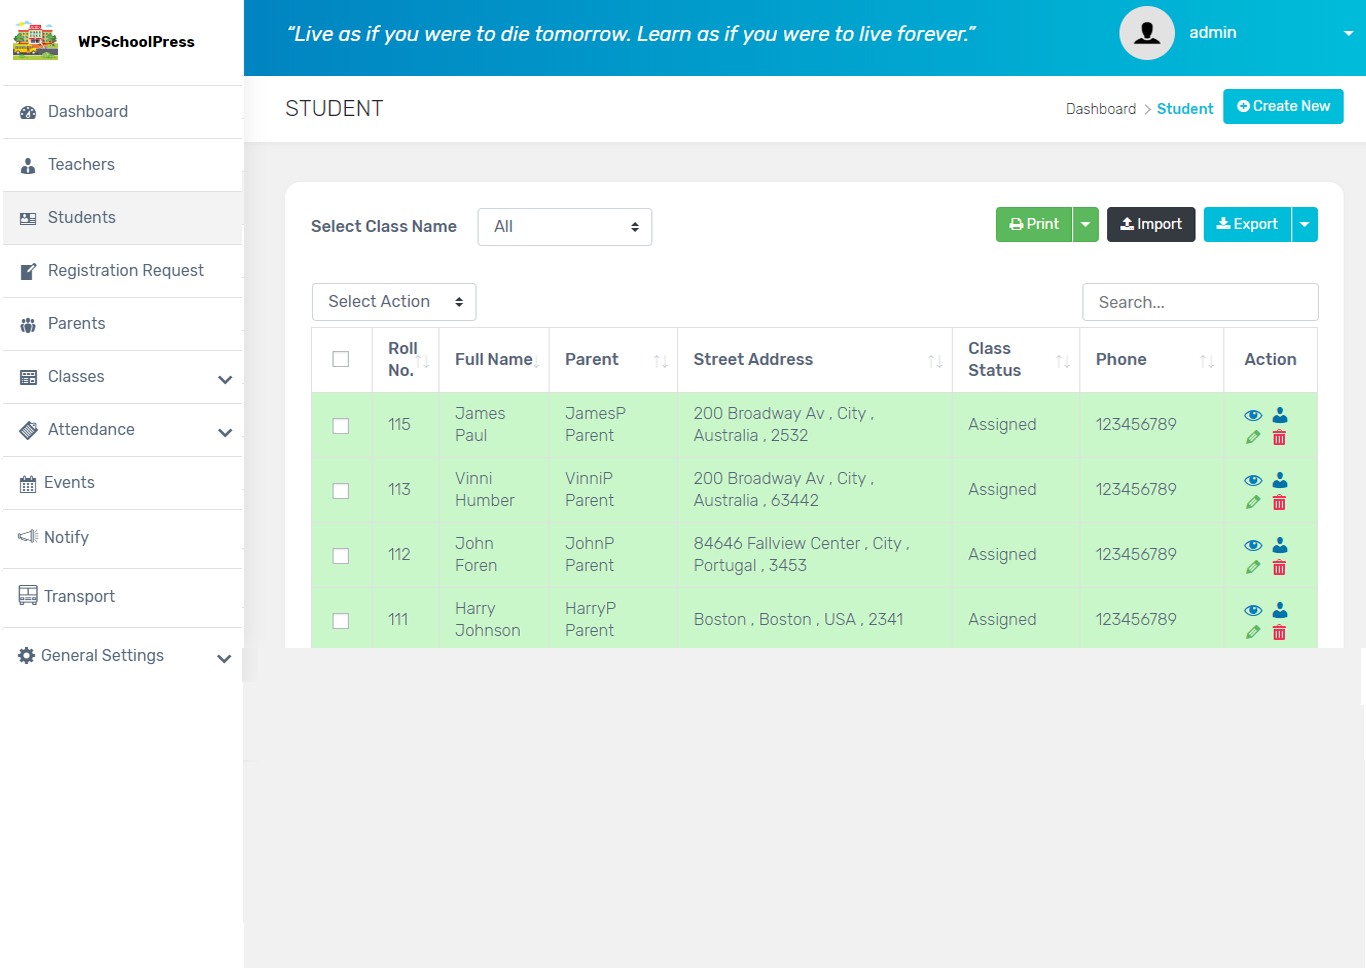 WPSchoolPress
“Live as if you were to die tomorrow. Learn as if you were to live forever.”
admin
Dashboard
Teachers
Students
Registration Request
Parents
Classes
Attendance
Events
Notify
Transport
General Settings
STUDENT
Dashboard > Student
Create New
Select Class Name
All
Print
Import
Export
Select Action
Search...
Roll No. Full Name Parent Street Address Class Status Phone Action
115 James Paul JamesP Parent 200 Broadway Av , City , Australia , 2532 Assigned 123456789
113 Vinni Humber VinniP Parent 200 Broadway Av , City , Australia , 63442 Assigned 123456789
112 John Foren JohnP Parent 84646 Fallview Center , City , Portugal , 3453 Assigned 123456789
111 Harry Johnson HarryP Parent Boston , Boston , USA , 2341 Assigned 123456789